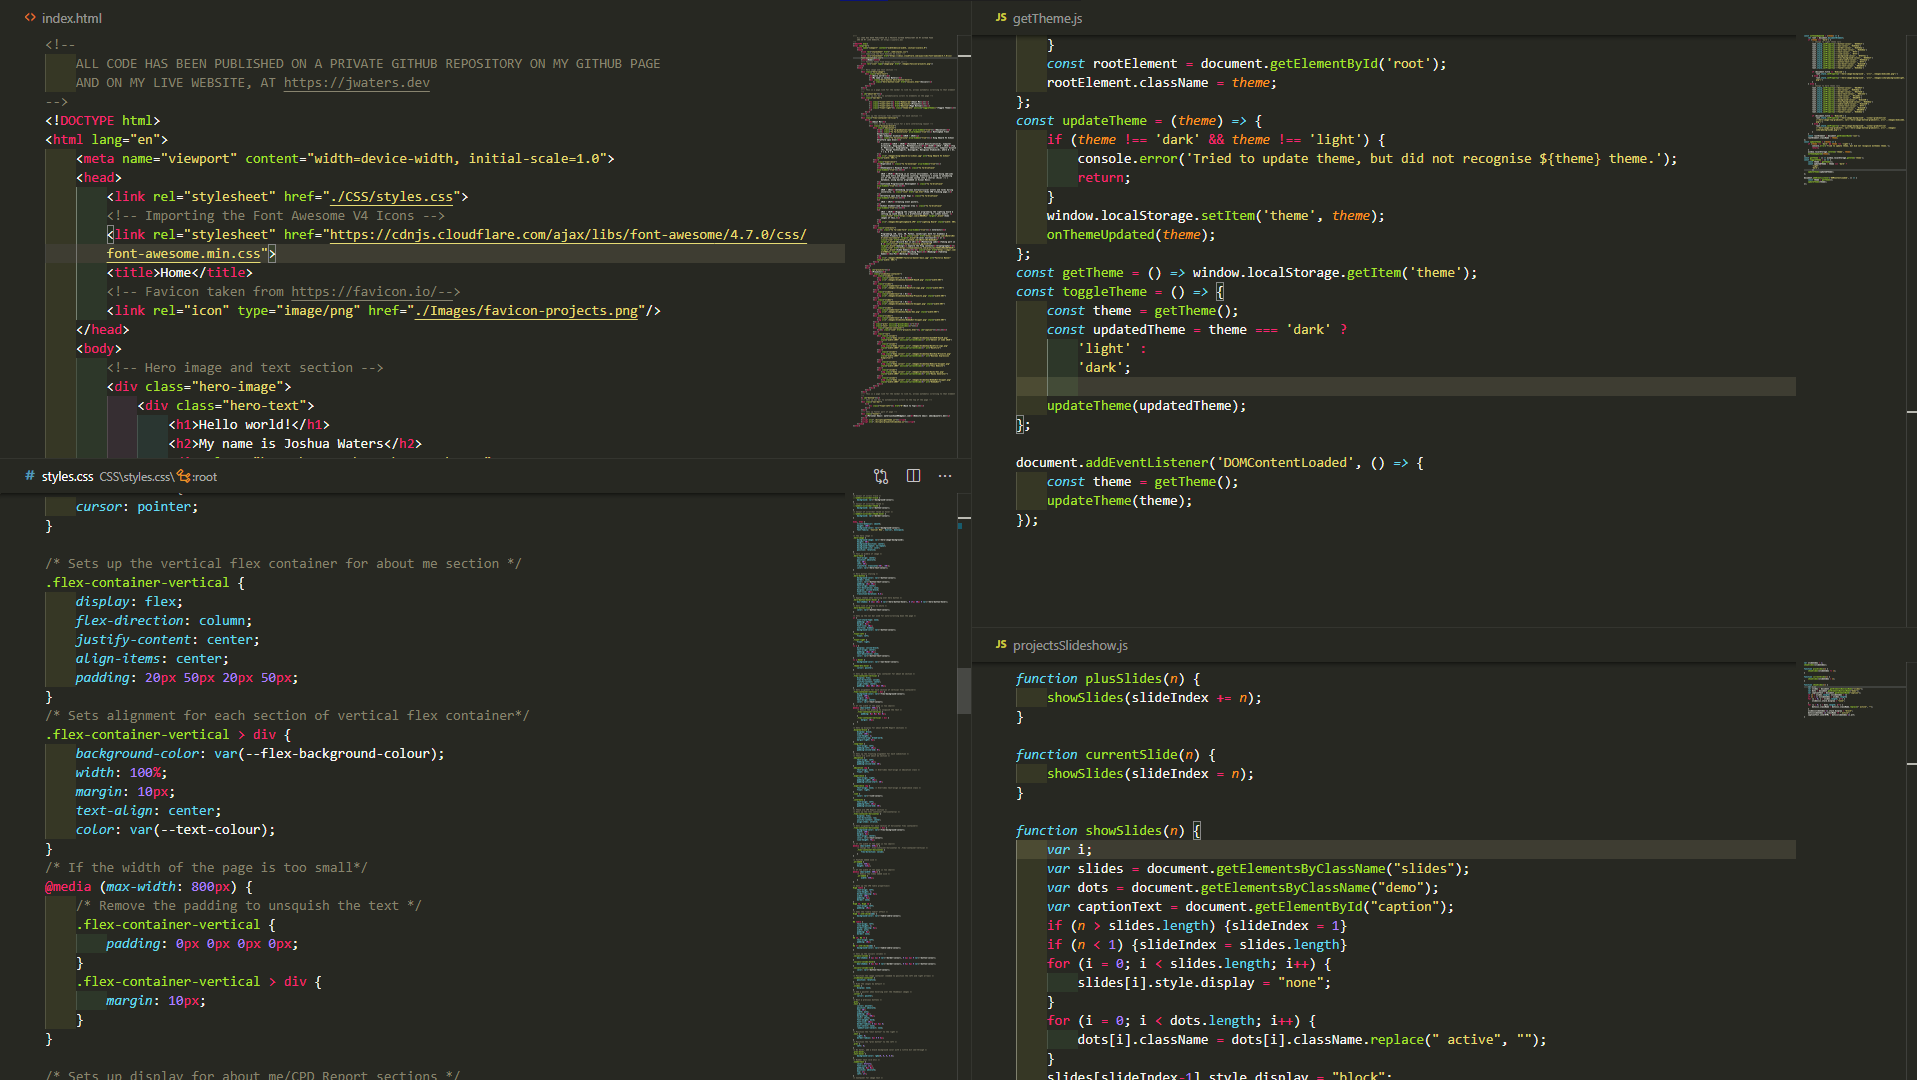 index.html
<!--
ALL CODE HAS BEEN PUBLISHED ON A PRIVATE GITHUB REPOSITORY ON MY GITHUB PAGE
AND ON MY LIVE WEBSITE, AT https://jwaters.dev
-->
<!DOCTYPE html>
<html lang="en">
<meta name="viewport" content="width=device-width, initial-scale=1.0">
<head>
<link rel="stylesheet" href="./CSS/styles.css">
<!-- Importing the Font Awesome V4 Icons -->
<link rel="stylesheet" href="https://cdnjs.cloudflare.com/ajax/libs/font-awesome/4.7.0/css/
font-awesome.min.css">
<title>Home</title>
<!-- Favicon taken from https://favicon.io/-->
<link rel="icon" type="image/png" href="./Images/favicon-projects.png"/>
</head>
<body>
<!-- Hero image and text section -->
<div class="hero-image">
<div class="hero-text">
<h1>Hello world!</h1>
<h2>My name is Joshua Waters</h2>
# styles.css CSS\styles.css\ :root
cursor: pointer;
}
/* Sets up the vertical flex container for about me section */
.flex-container-vertical {
display: flex;
flex-direction: column;
justify-content: center;
align-items: center;
padding: 20px 50px 20px 50px;
}
/* Sets alignment for each section of vertical flex container*/
.flex-container-vertical > div {
background-color: var(--flex-background-colour);
width: 100%;
margin: 10px;
text-align: center;
color: var(--text-colour);
}
/* If the width of the page is too small*/
@media (max-width: 800px) {
/* Remove the padding to unsquish the text */
.flex-container-vertical {
padding: 0px 0px 0px 0px;
}
.flex-container-vertical > div {
margin: 10px;
}
}
/* Sets up display for about me/CPD Report sections */
JS getTheme.js
}
const rootElement = document.getElementById('root');
rootElement.className = theme;
};
const updateTheme = (theme) => {
if (theme !== 'dark' && theme !== 'light') {
console.error('Tried to update theme, but did not recognise ${theme} theme.');
return;
}
window.localStorage.setItem('theme', theme);
onThemeUpdated(theme);
};
const getTheme = () => window.localStorage.getItem('theme');
const toggleTheme = () => {
const theme = getTheme();
const updatedTheme = theme === 'dark' ?
'light' :
'dark';
updateTheme(updatedTheme);
};
document.addEventListener('DOMContentLoaded', () => {
const theme = getTheme();
updateTheme(theme);
});
JS projectsSlideshow.js
function plusSlides(n) {
showSlides(slideIndex += n);
}
function currentSlide(n) {
showSlides(slideIndex = n);
}
function showSlides(n) {
var i;
var slides = document.getElementsByClassName("slides");
var dots = document.getElementsByClassName("demo");
var captionText = document.getElementById("caption");
if (n > slides.length) {slideIndex = 1}
if (n < 1) {slideIndex = slides.length}
for (i = 0; i < slides.length; i++) {
slides[i].style.display = "none";
}
for (i = 0; i < dots.length; i++) {
dots[i].className = dots[i].className.replace(" active", "");
}
slides[slideIndex-1].style.display = "block";